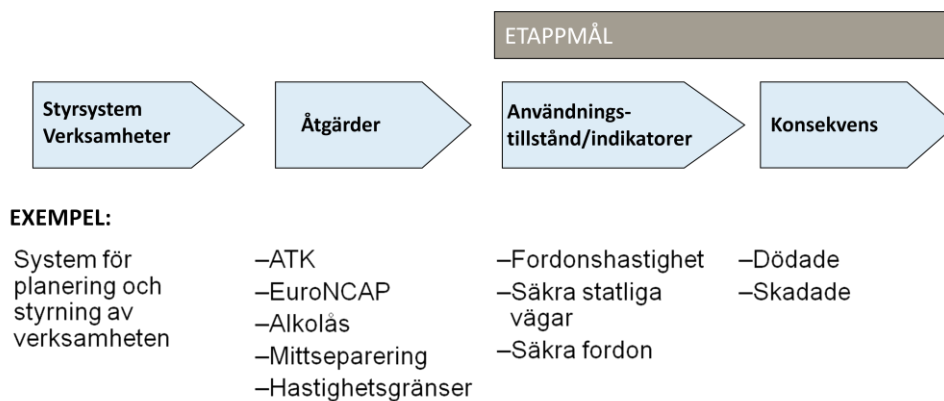 ETAPPMÅL
Styrsystem
Verksamheter
Åtgärder
Användnings-
tillstånd/indikatorer
Konsekvens
EXEMPEL:
System för
planering och
styrning av
verksamheten
–ATK
–EuroNCAP
–Alkolås
–Mittseparering
–Hastighetsgränser
–Fordonshastighet
–Säkra statliga
vägar
–Säkra fordon
–Dödade
–Skadade